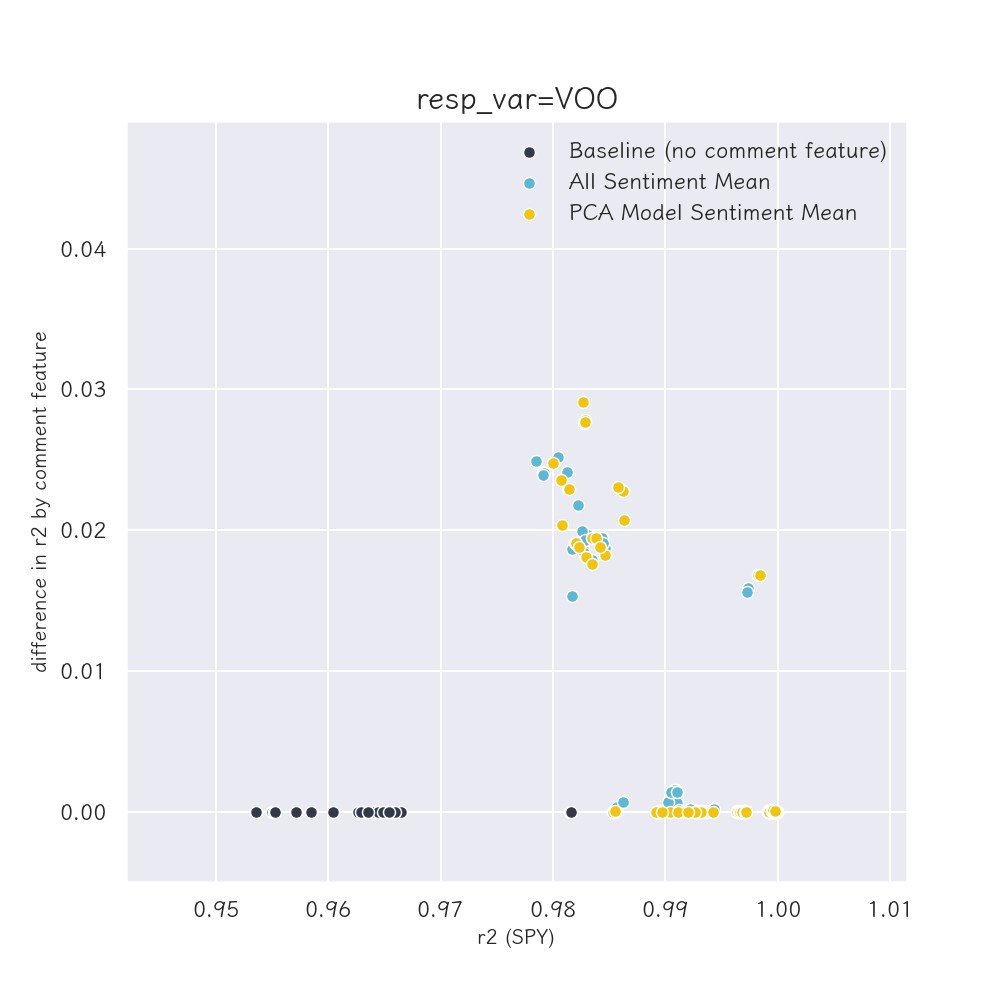 resp_var=VOO
Baseline (no comment feature)
All Sentiment Mean
PCA Model Sentiment Mean
difference in r2 by comment feature
0.04
0.03
0.02
0.01
0.00
0.95 0.96 0.97 0.98 0.99 1.00 1.01
r2 (SPY)